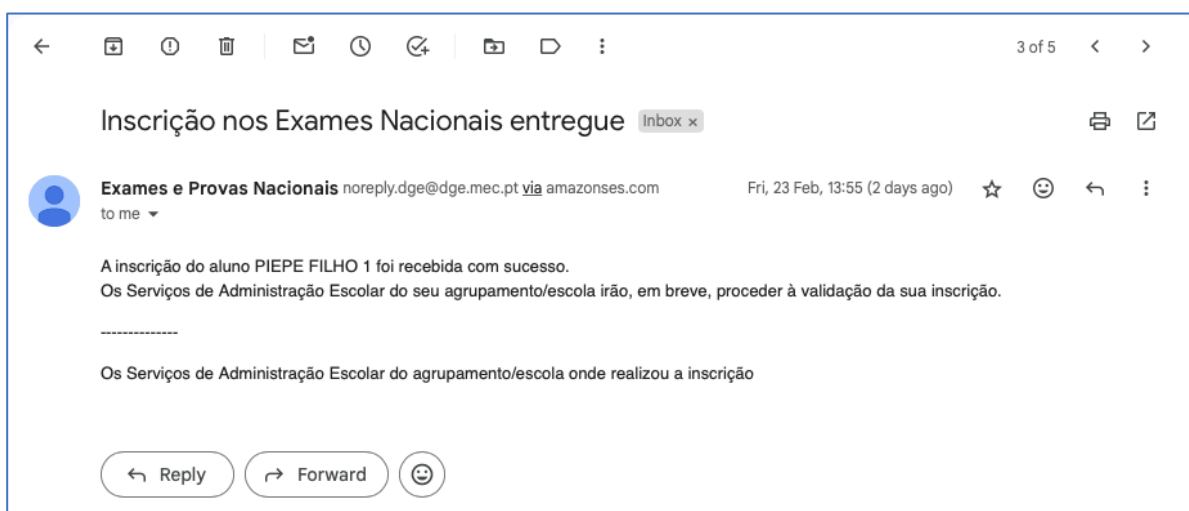 3 of 5
Inscrição nos Exames Nacionais entregue Inbox x
Exames e Provas Nacionais noreply.dge@dge.mec.pt via amazonses.com Fri, 23 Feb, 13:55 (2 days ago)
to me
A inscrição do aluno PIEPE FILHO 1 foi recebida com sucesso.
Os Serviços de Administração Escolar do seu agrupamento/escola irão, em breve, proceder à validação da sua inscrição.
--------------
Os Serviços de Administração Escolar do agrupamento/escola onde realizou a inscrição
Reply Forward